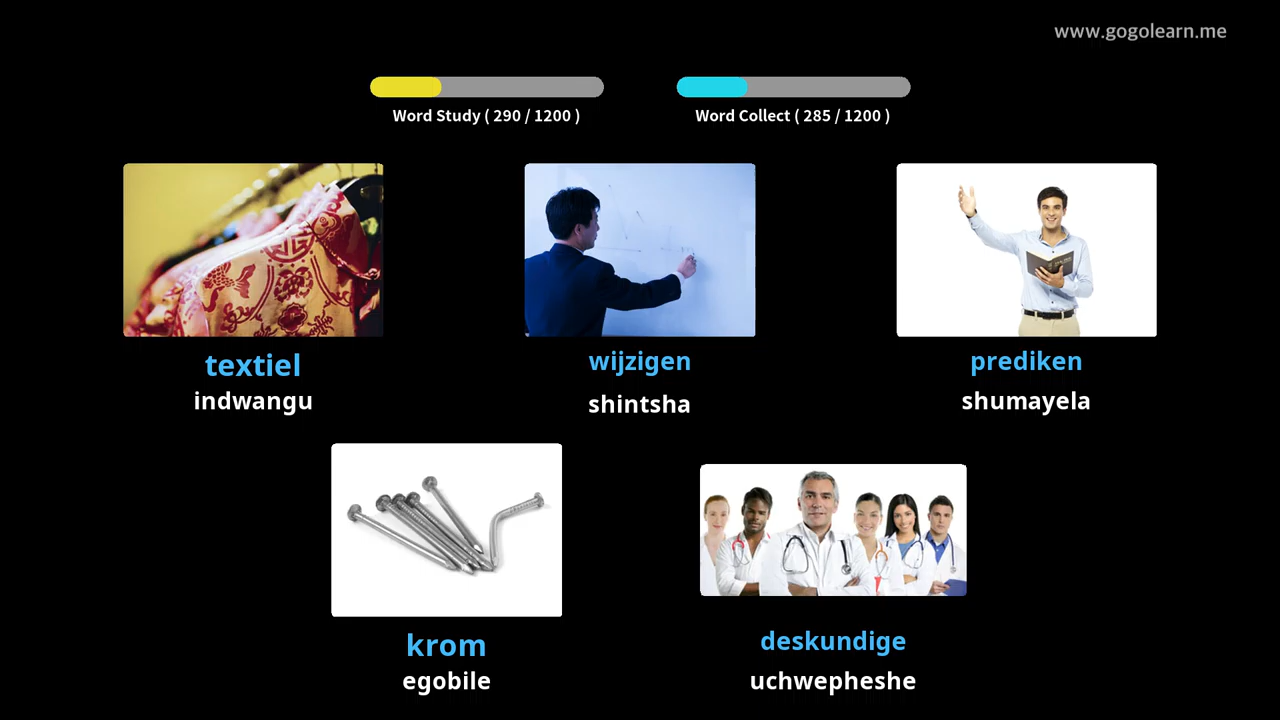 www.gogolearn.me
Word Study ( 290 / 1200 )
Word Collect ( 285 / 1200 )
textiel
indwangu
wijzigen
shintsha
prediken
shumayela
krom
egobile
deskundige
uchwepheshe